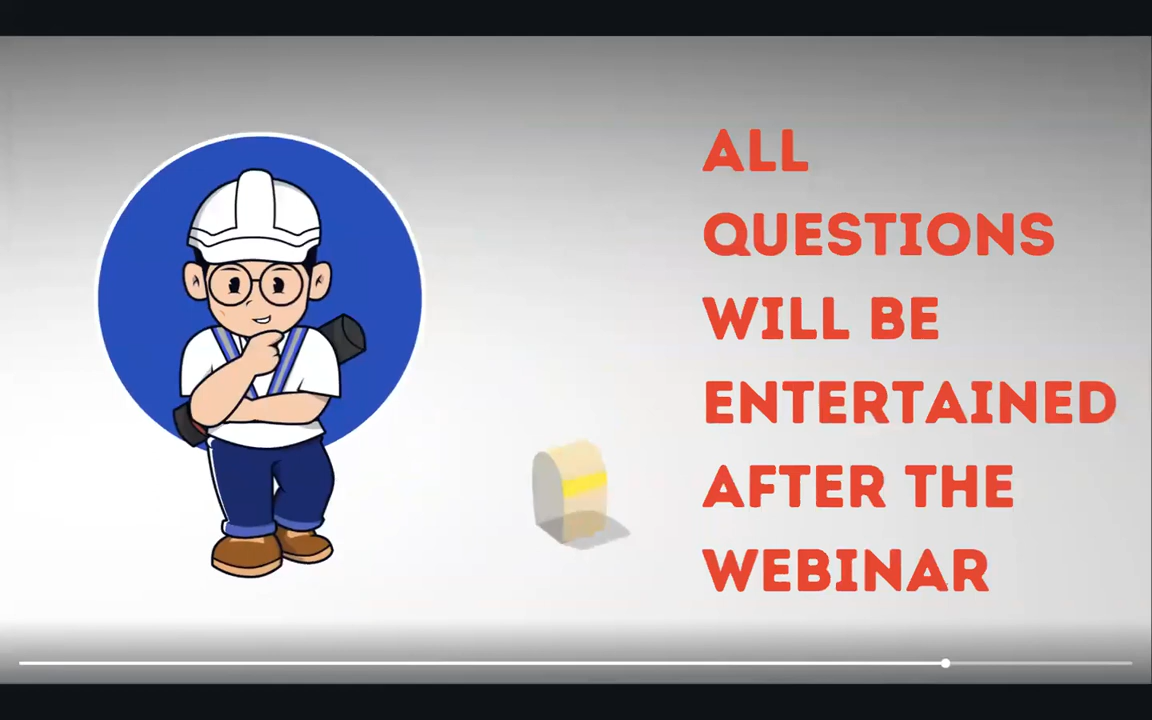 ALL
QUESTIONS
WILL BE
ENTERTAINED
AFTER THE
WEBINAR